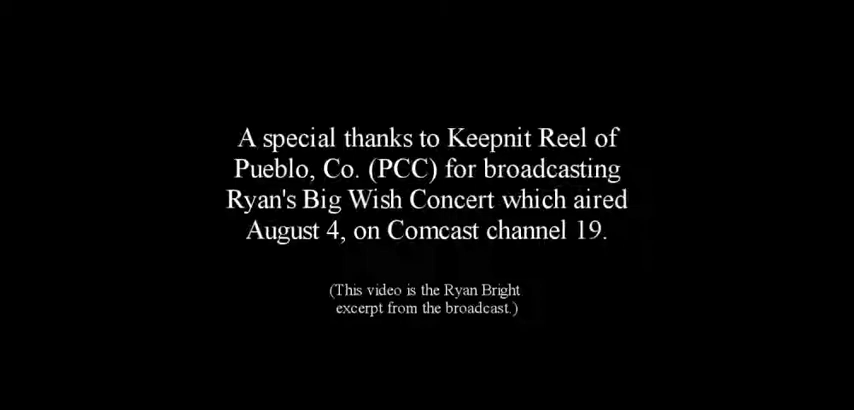 A special thanks to Keepnit Reel of
Pueblo, Co. (PCC) for broadcasting
Ryan's Big Wish Concert which aired
August 4, on Comcast channel 19.
(This video is the Ryan Bright
excerpt from the broadcast.)